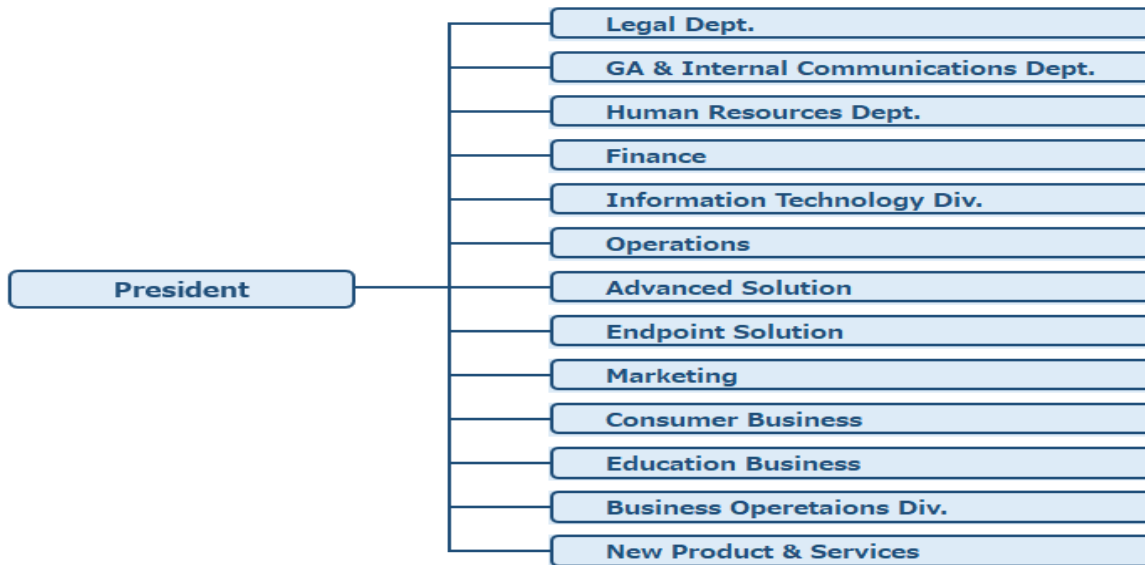 Legal Dept.
GA & Internal Communications Dept.
Human Resources Dept.
Finance
Information Technology Div.
Operations
President
Advanced Solution
Endpoint Solution
Marketing
Consumer Business
Education Business
Business Operetaions Div.
New Product & Services